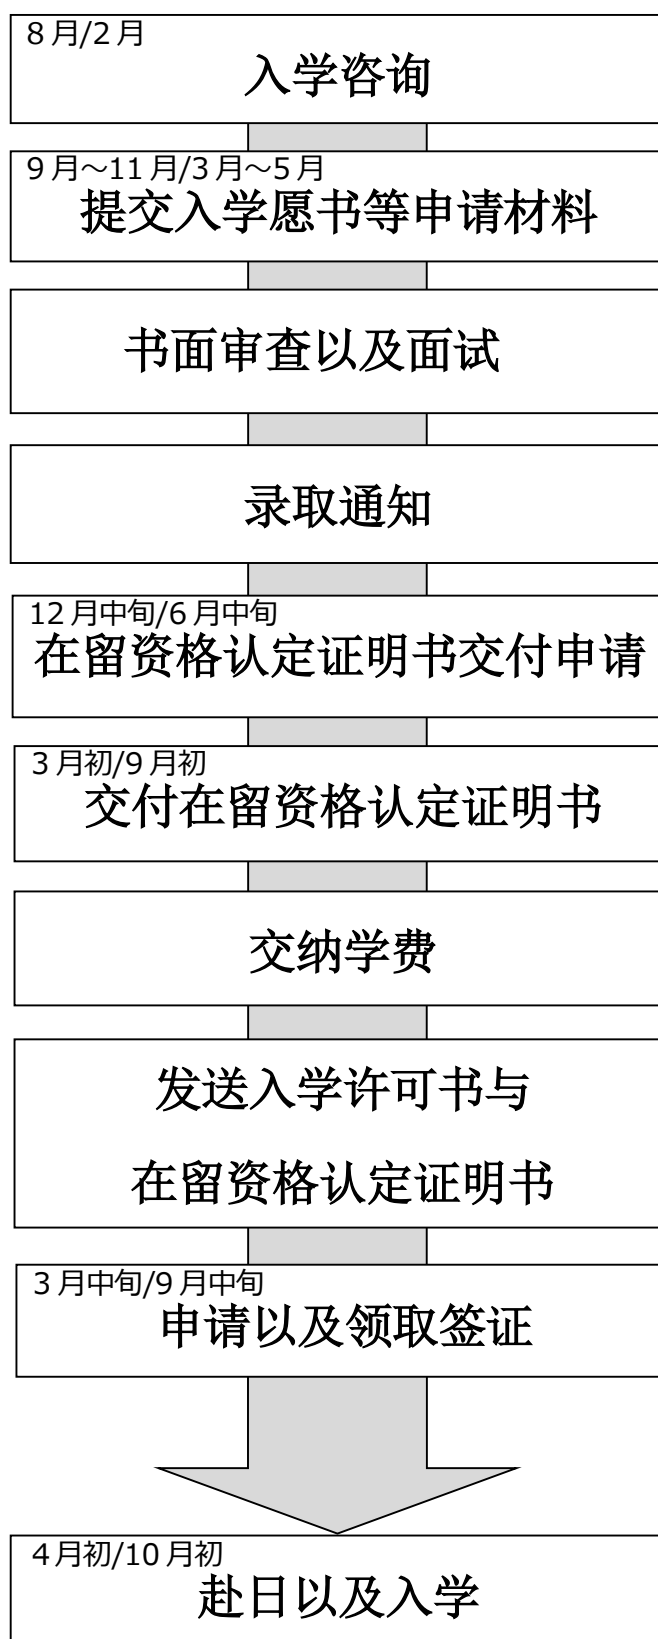 8月/2月
入学咨询
9月～11月/3月～5月
提交入学愿书等申请材料
书面审查以及面试
录取通知
12月中旬/6月中旬
在留资格认定证明书交付申请
3月初/9月初
交付在留资格认定证明书
交纳学费
发送入学许可书与
在留资格认定证明书
3月中旬/9月中旬
申请以及领取签证
4月初/10月初
赴日以及入学